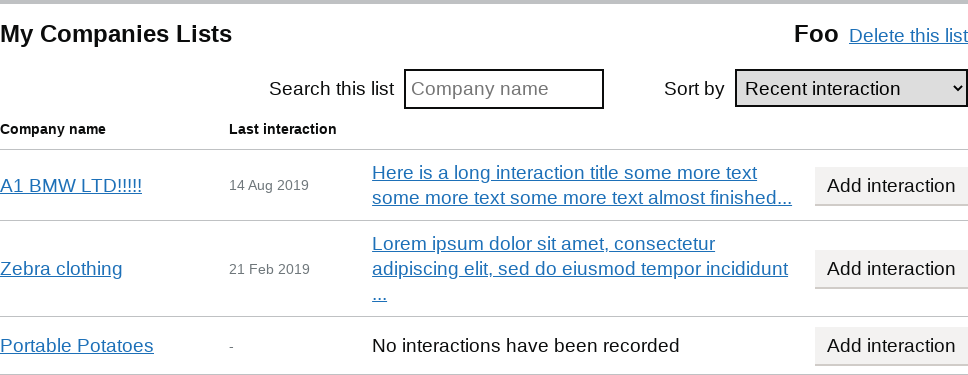 My Companies Lists
Foo Delete this list
Search this list Company name Sort by Recent interaction
Company name Last interaction
A1 BMW LTD!!!!! 14 Aug 2019 Here is a long interaction title some more text
some more text some more text almost finished... Add interaction
Zebra clothing 21 Feb 2019 Lorem ipsum dolor sit amet, consectetur
adipiscing elit, sed do eiusmod tempor incididunt
... Add interaction
Portable Potatoes - No interactions have been recorded Add interaction